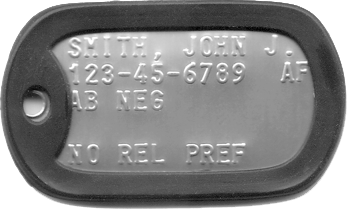 SMITH, JOHN J.
123-45-6789 AF
AB NEG
NO REL PREF